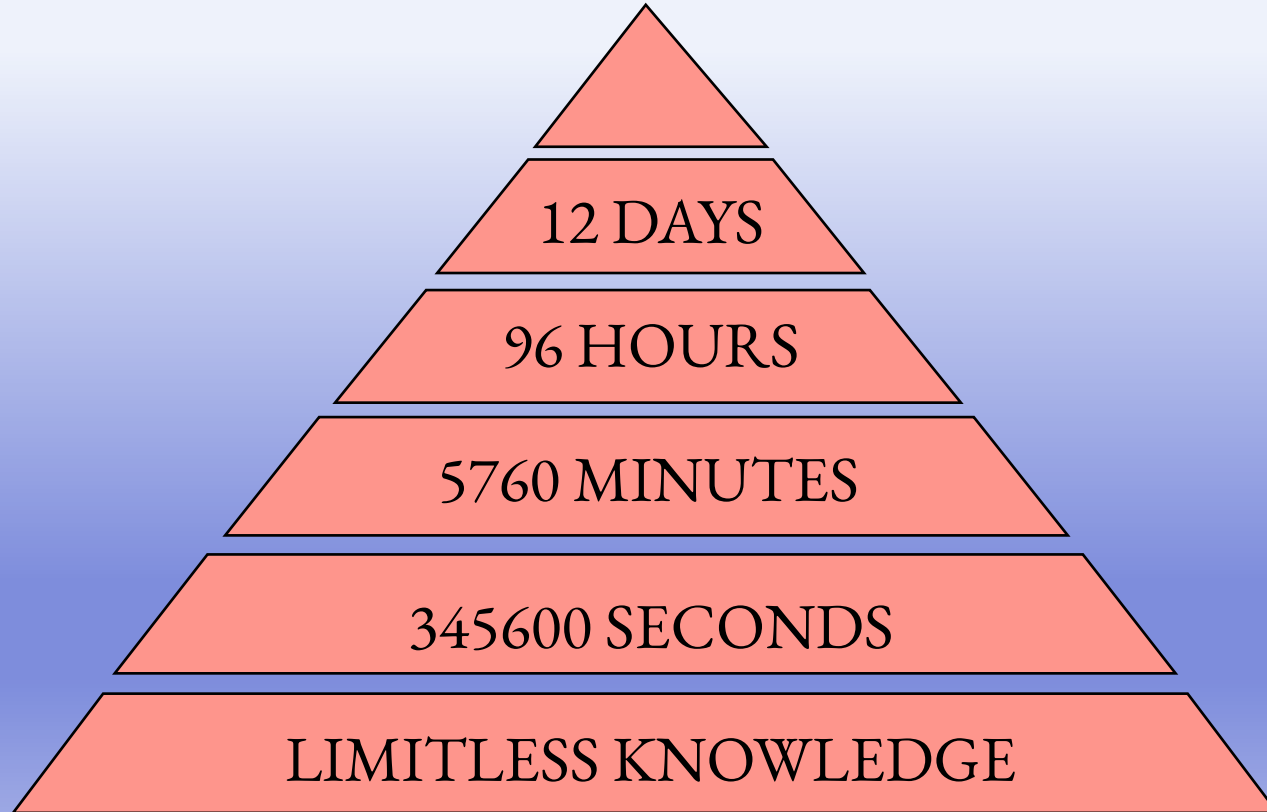 12 DAYS
96 HOURS
5760 MINUTES
345600 SECONDS
LIMITLESS KNOWLEDGE